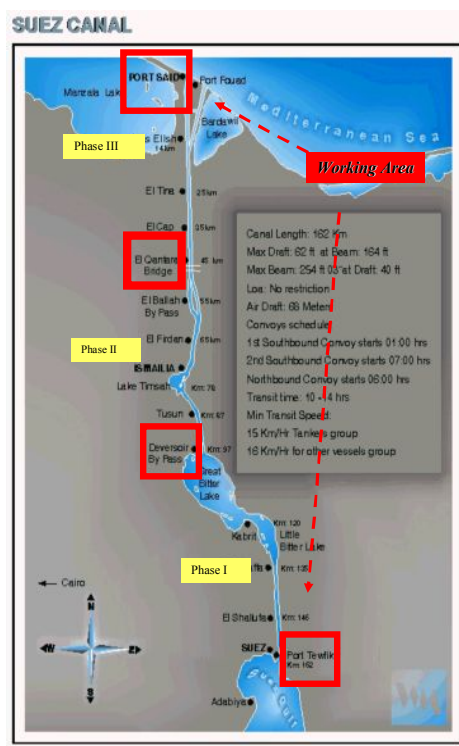 SUEZ CANAL
PORT SAID
Port Fouad
Manzala Lake
Mediterranean Sea
Bardawil
Lake
s Elish
14 km
Phase III
Working Area
El Tina 25 km
El Cap 35 km
El Qantara
Bridge
45 km
El Ballah 55 km
By Pass
El Firdan 65 km
Phase II
ISMAILIA
Lake Timsah Km: 76
Tusun Km: 87
Deversoir Km: 97
By Pass
Great
Bitter
Lake
Kabrit
Km: 120
Little
Bitter Lake
Phase I
Km: 135
El Shallufa Km: 146
SUEZ
Port Tewfik
Km 162
Suez Gulf
Adabiya
Cairo
N
W
E
S
Canal Length: 162 Km
Max Draft: 62 ft at Beam: 164 ft
Max Beam: 254 ft 03" at Draft: 40 ft
Loa: No restriction
Air Draft: 68 Meter
Convoys schedule
1st Southbound Convoy starts 01:00 hrs
2nd Southbound Convoy starts 07:00 hrs
Northbound Convoy starts 06:00 hrs
Transit time: 10 - 14 hrs
Min Transit Speed:
15 Km/Hr Tankers group
16 Km/Hr for other vessels group